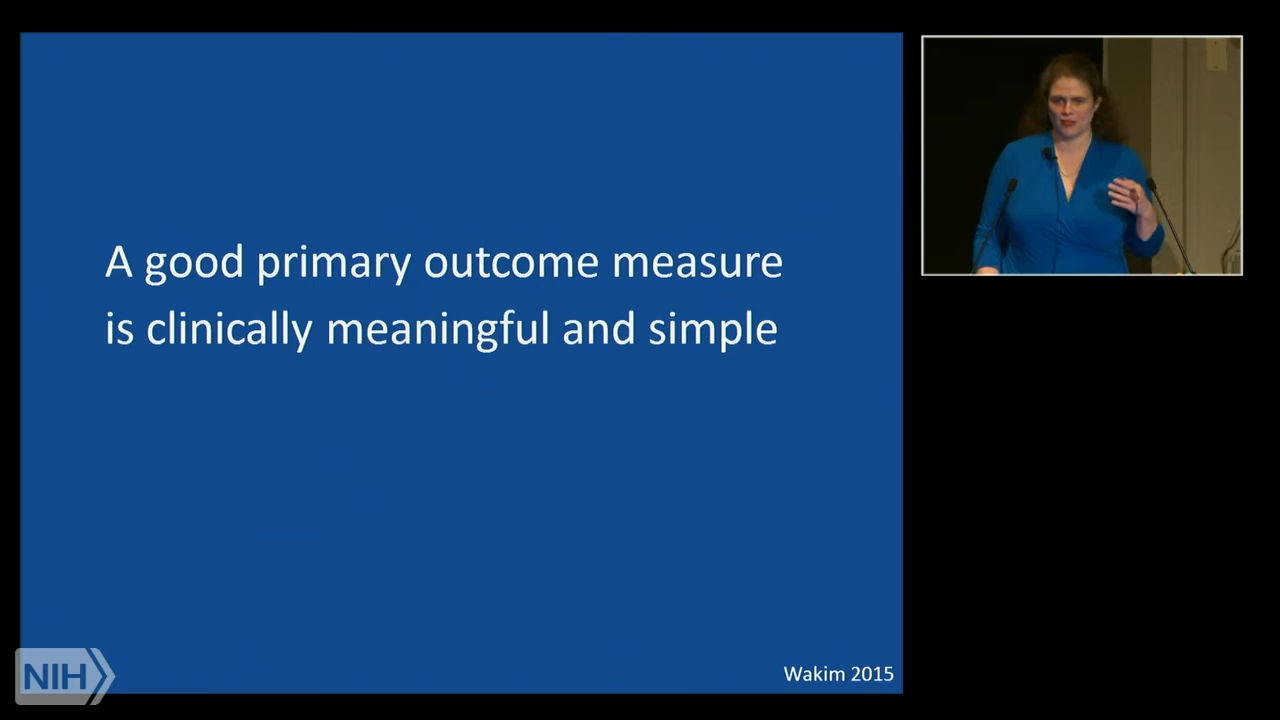 A good primary outcome measure
is clinically meaningful and simple
Wakim 2015
NIH